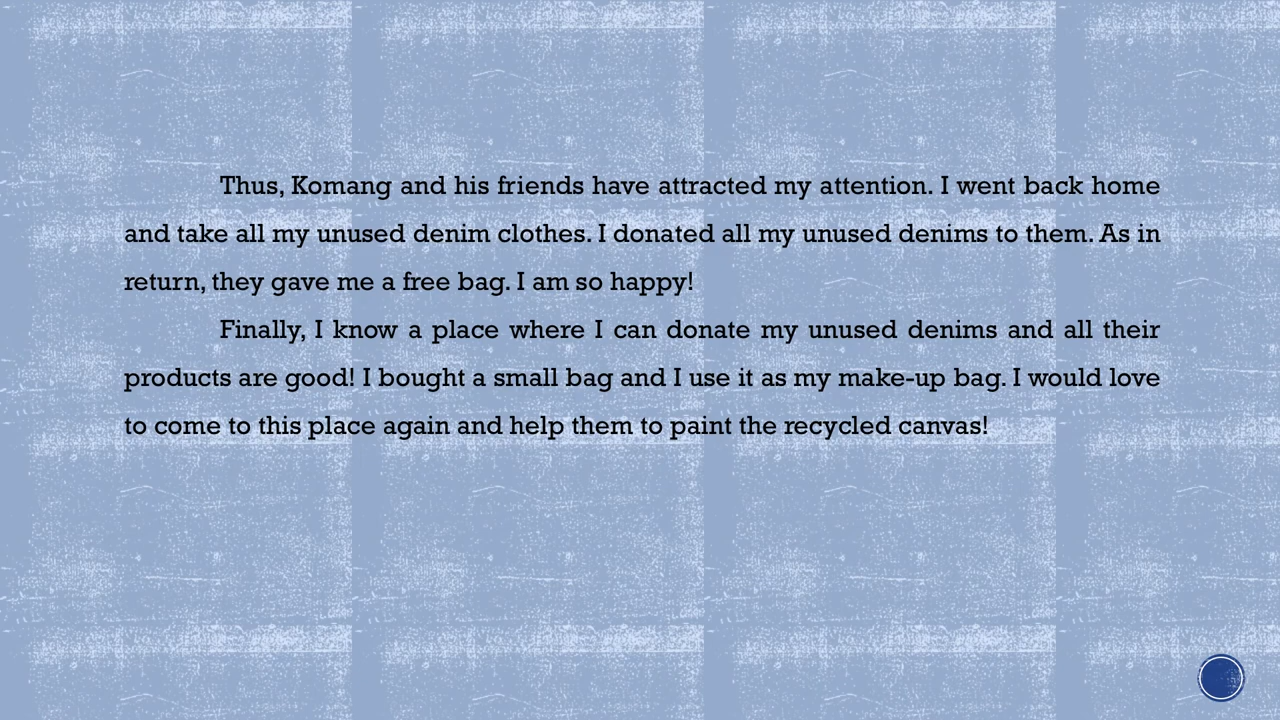 Thus, Komang and his friends have attracted my attention. I went back home
and take all my unused denim clothes. I donated all my unused denims to them. As in
return, they gave me a free bag. I am so happy!
Finally, I know a place where I can donate my unused denims and all their
products are good! I bought a small bag and I use it as my make-up bag. I would love
to come to this place again and help them to paint the recycled canvas!